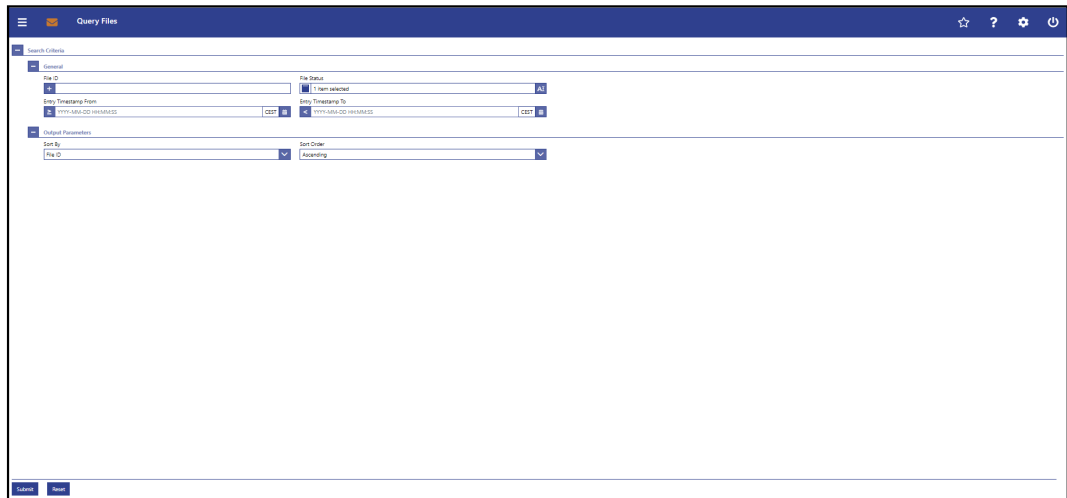 Query Files
?
Search Criteria
General
File ID
File Status
+
1 item selected
AI
Entry Timestamp From
Entry Timestamp To
≥ YYYY-MM-DD HH:MM:SS CEST
< YYYY-MM-DD HH:MM:SS CEST
Output Parameters
Sort By
Sort Order
File ID
Ascending
Submit
Reset